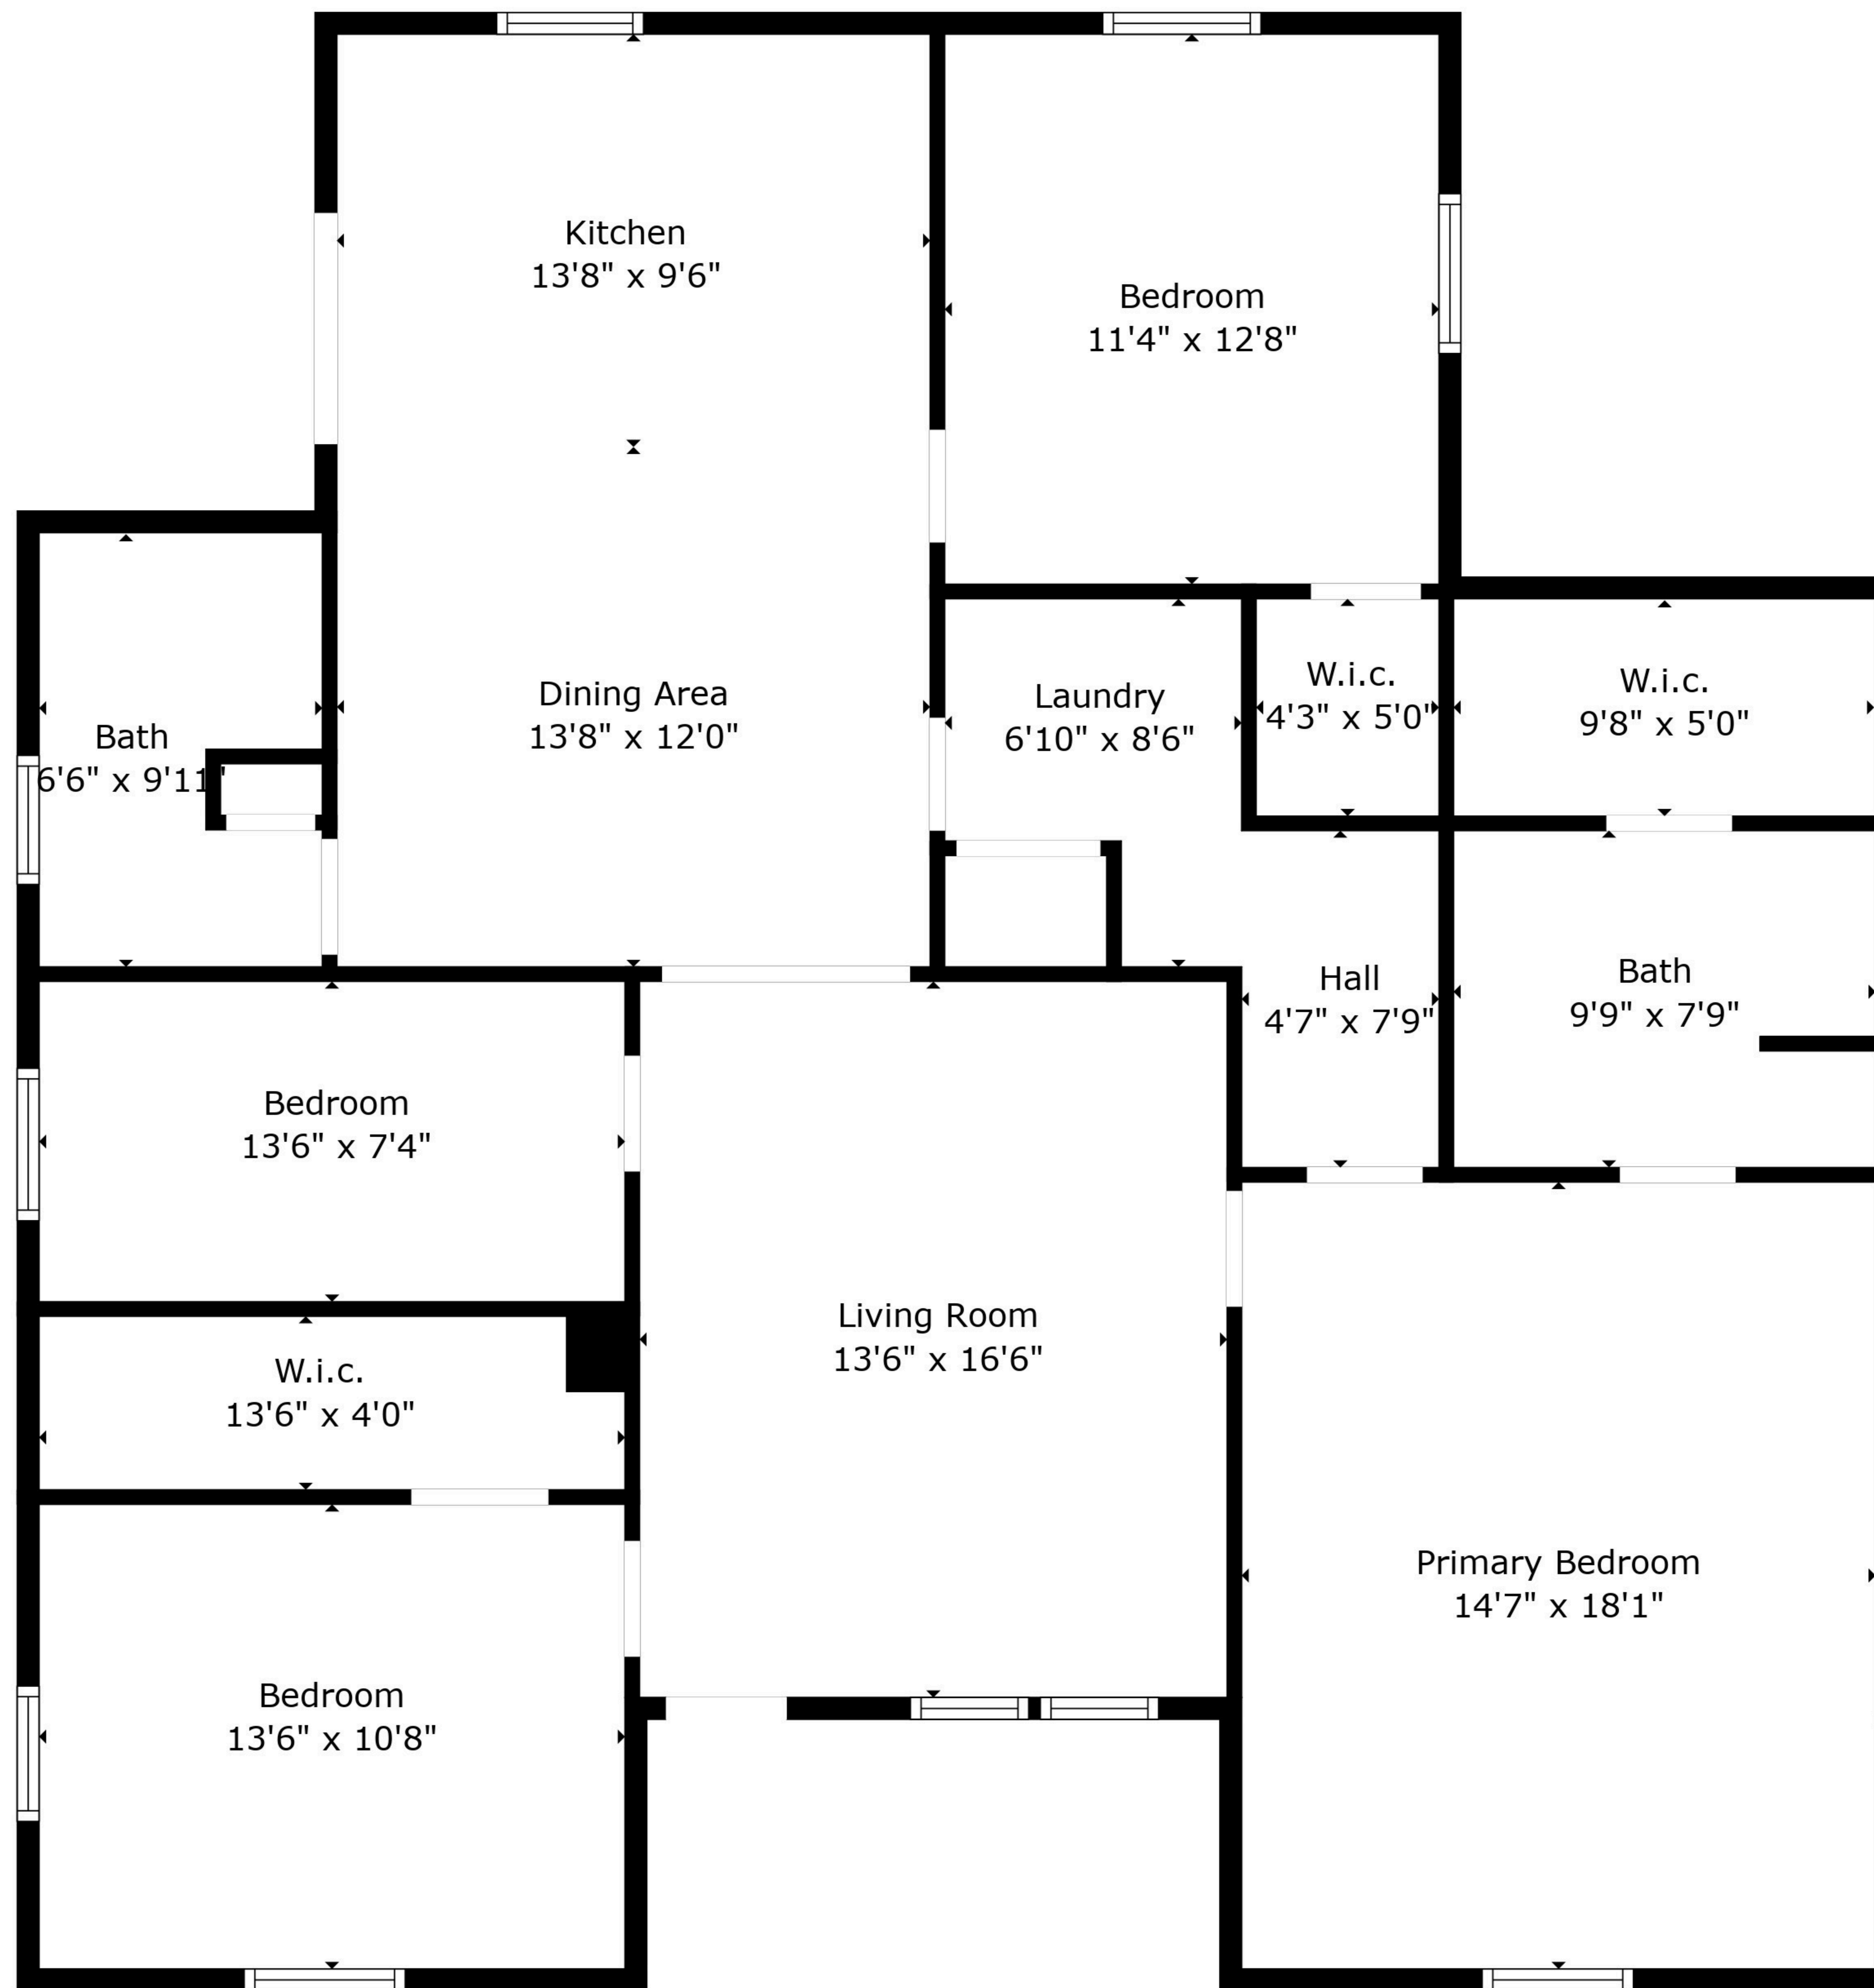 Kitchen
13'8" x 9'6"
Bedroom
11'4" x 12'8"
Dining Area
13'8" x 12'0"
Laundry
6'10" x 8'6"
W.i.c.
4'3" x 5'0"
W.i.c.
9'8" x 5'0"
Bath
6'6" x 9'11"
Hall
4'7" x 7'9"
Bath
9'9" x 7'9"
Bedroom
13'6" x 7'4"
Living Room
13'6" x 16'6"
W.i.c.
13'6" x 4'0"
Primary Bedroom
14'7" x 18'1"
Bedroom
13'6" x 10'8"